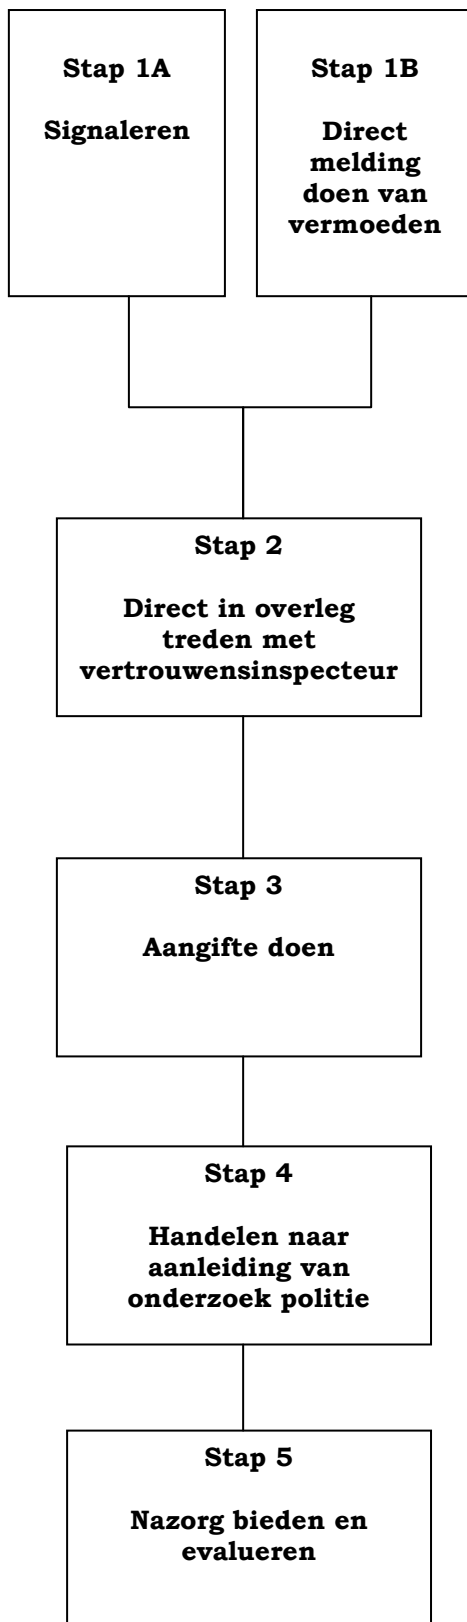 Stap 1A
Signaleren
Stap 1B
Direct
melding
doen van
vermoeden
Stap 2
Direct in overleg
treden met
vertrouwensinspecteur
Stap 3
Aangifte doen
Stap 4
Handelen naar
aanleiding van
onderzoek politie
Stap 5
Nazorg bieden en
evalueren